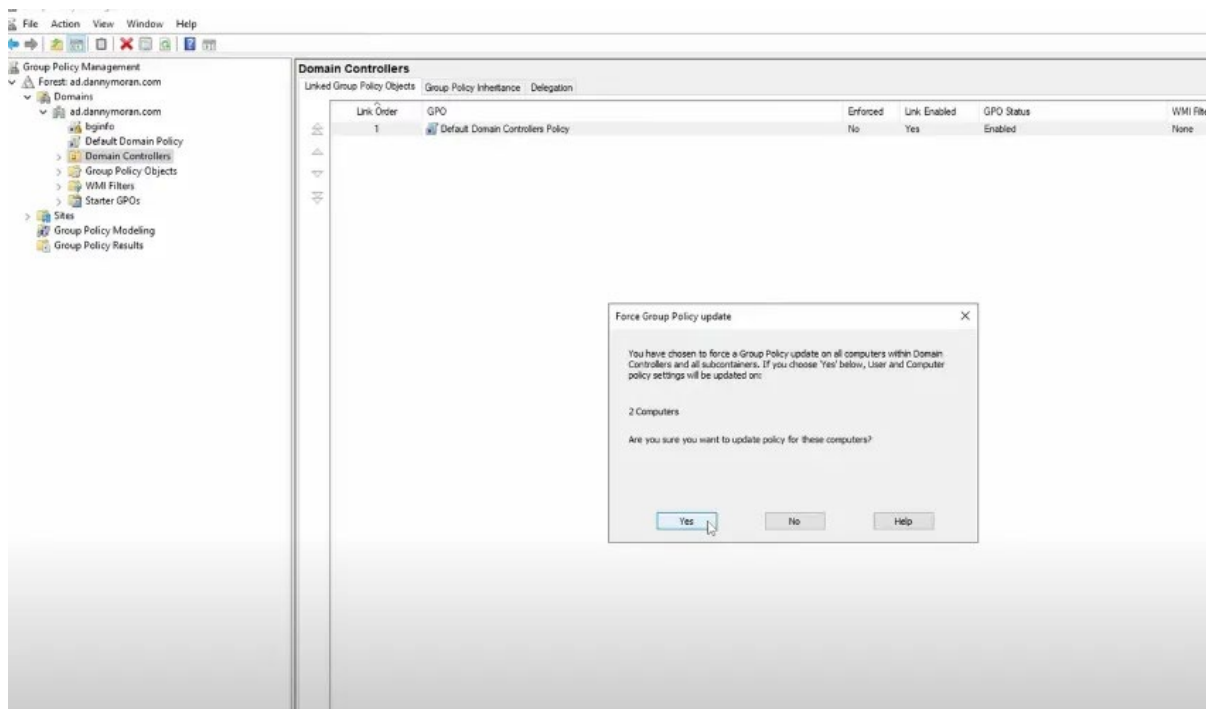 File Action View Window Help
Group Policy Management
Forest: ad.dannymoran.com
Domains
ad.dannymoran.com
bginfo
Default Domain Policy
Domain Controllers
Group Policy Objects
WMI Filters
Starter GPOs
Sites
Group Policy Modeling
Group Policy Results
Domain Controllers
Linked Group Policy Objects Group Policy Inheritance Delegation
Link Order GPO Enforced Link Enabled GPO Status WMI Filte
1 Default Domain Controllers Policy No Yes Enabled None
Force Group Policy update
You have chosen to force a Group Policy update on all computers within Domain
Controllers and all subcontainers. If you choose 'Yes' below, User and Computer
policy settings will be updated on:
2 Computers
Are you sure you want to update policy for these computers?
Yes No Help